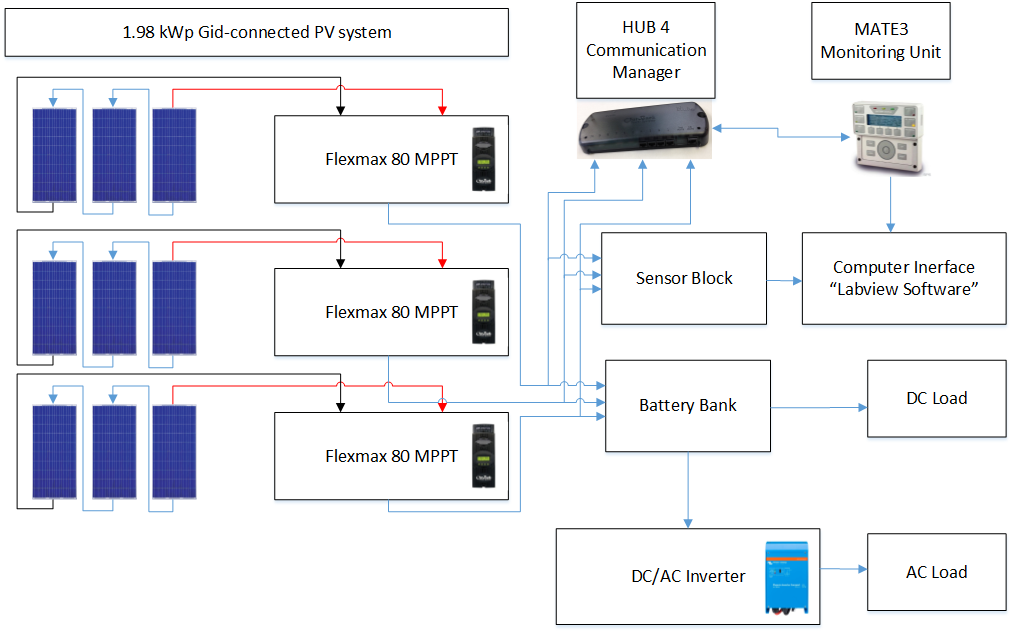 1.98 kWp Gid-connected PV system
HUB 4
Communication
Manager
MATE3
Monitoring Unit
Flexmax 80 MPPT
Flexmax 80 MPPT
Flexmax 80 MPPT
Sensor Block
Computer Inerface
“Labview Software”
Battery Bank
DC Load
DC/AC Inverter
AC Load